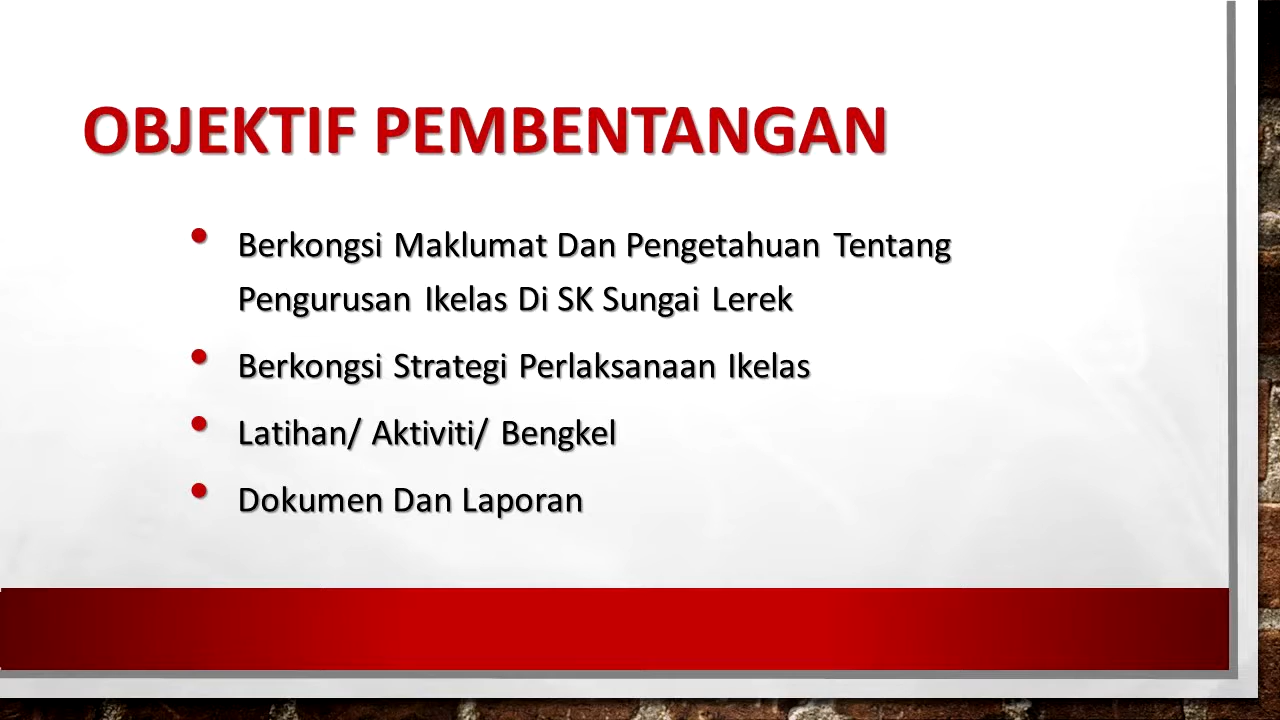 OBJEKTIF PEMBENTANGAN
• Berkongsi Maklumat Dan Pengetahuan Tentang
Pengurusan Ikelas Di SK Sungai Lerek
• Berkongsi Strategi Perlaksanaan Ikelas
• Latihan/ Aktiviti/ Bengkel
• Dokumen Dan Laporan